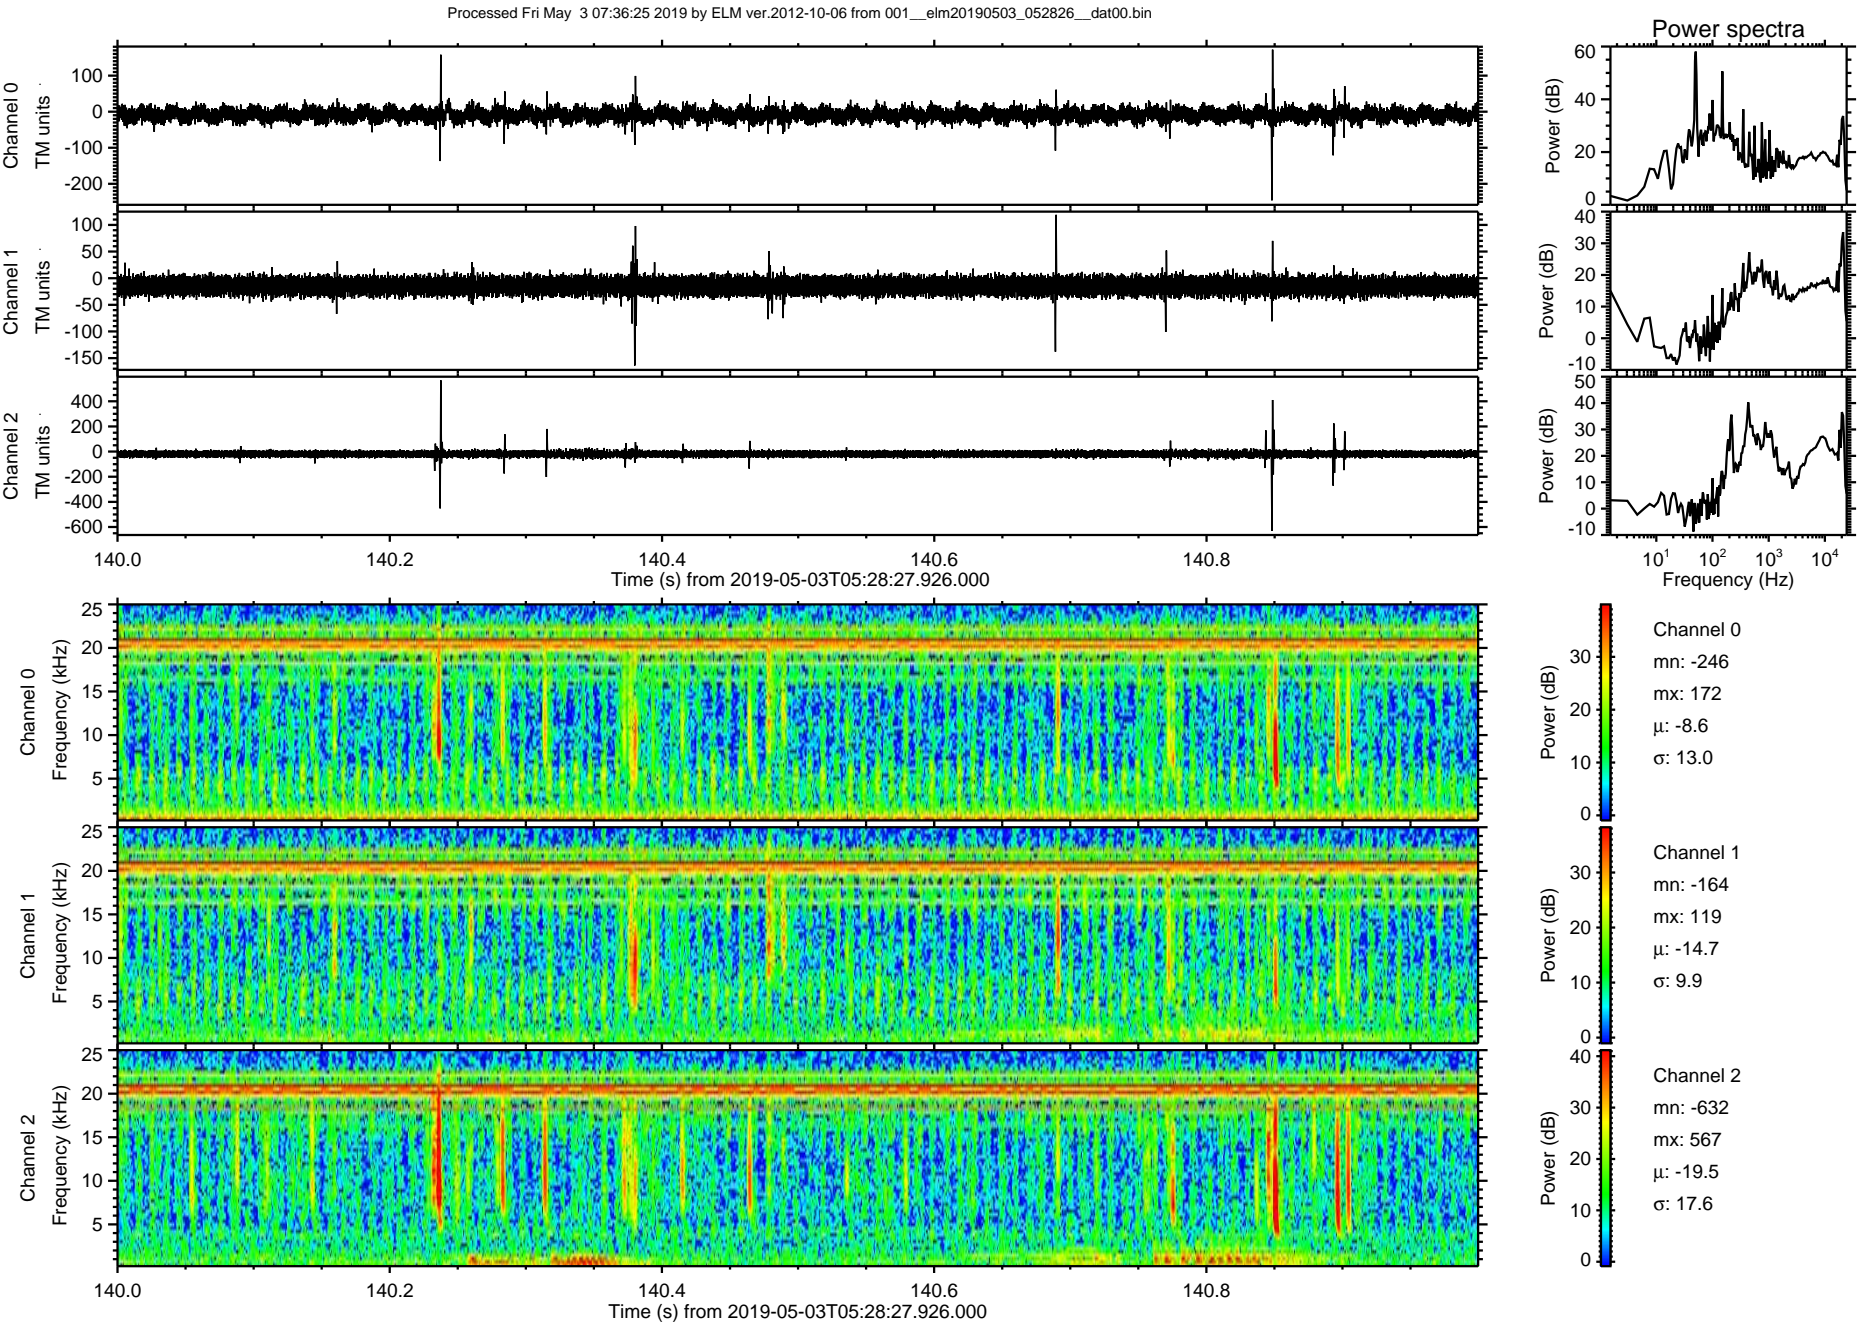 Processed Fri May  3 07:36:25 2019 by ELM ver.2012-10-06 from 001__elm20190503_052826__dat00.bin
Power spectra
Channel 0
TM units
100
0
-100
-200
Power (dB)
60
40
20
0
Channel 1
TM units
100
50
0
-50
-100
-150
Power (dB)
40
30
20
10
0
-10
Channel 2
TM units
400
200
0
-200
-400
-600
Power (dB)
50
40
30
20
10
0
-10
140.0 140.2 140.4 140.6 140.8
Time (s) from 2019-05-03T05:28:27.926.000
10^1 10^2 10^3 10^4
Frequency (Hz)
Channel 0
Frequency (kHz)
25
20
15
10
5
Power (dB)
30
20
10
0
Channel 0
mn: -246
mx: 172
μ: -8.6
σ: 13.0
Channel 1
Frequency (kHz)
25
20
15
10
5
Power (dB)
30
20
10
0
Channel 1
mn: -164
mx: 119
μ: -14.7
σ: 9.9
Channel 2
Frequency (kHz)
25
20
15
10
5
Power (dB)
40
30
20
10
0
Channel 2
mn: -632
mx: 567
μ: -19.5
σ: 17.6
140.0 140.2 140.4 140.6 140.8
Time (s) from 2019-05-03T05:28:27.926.000